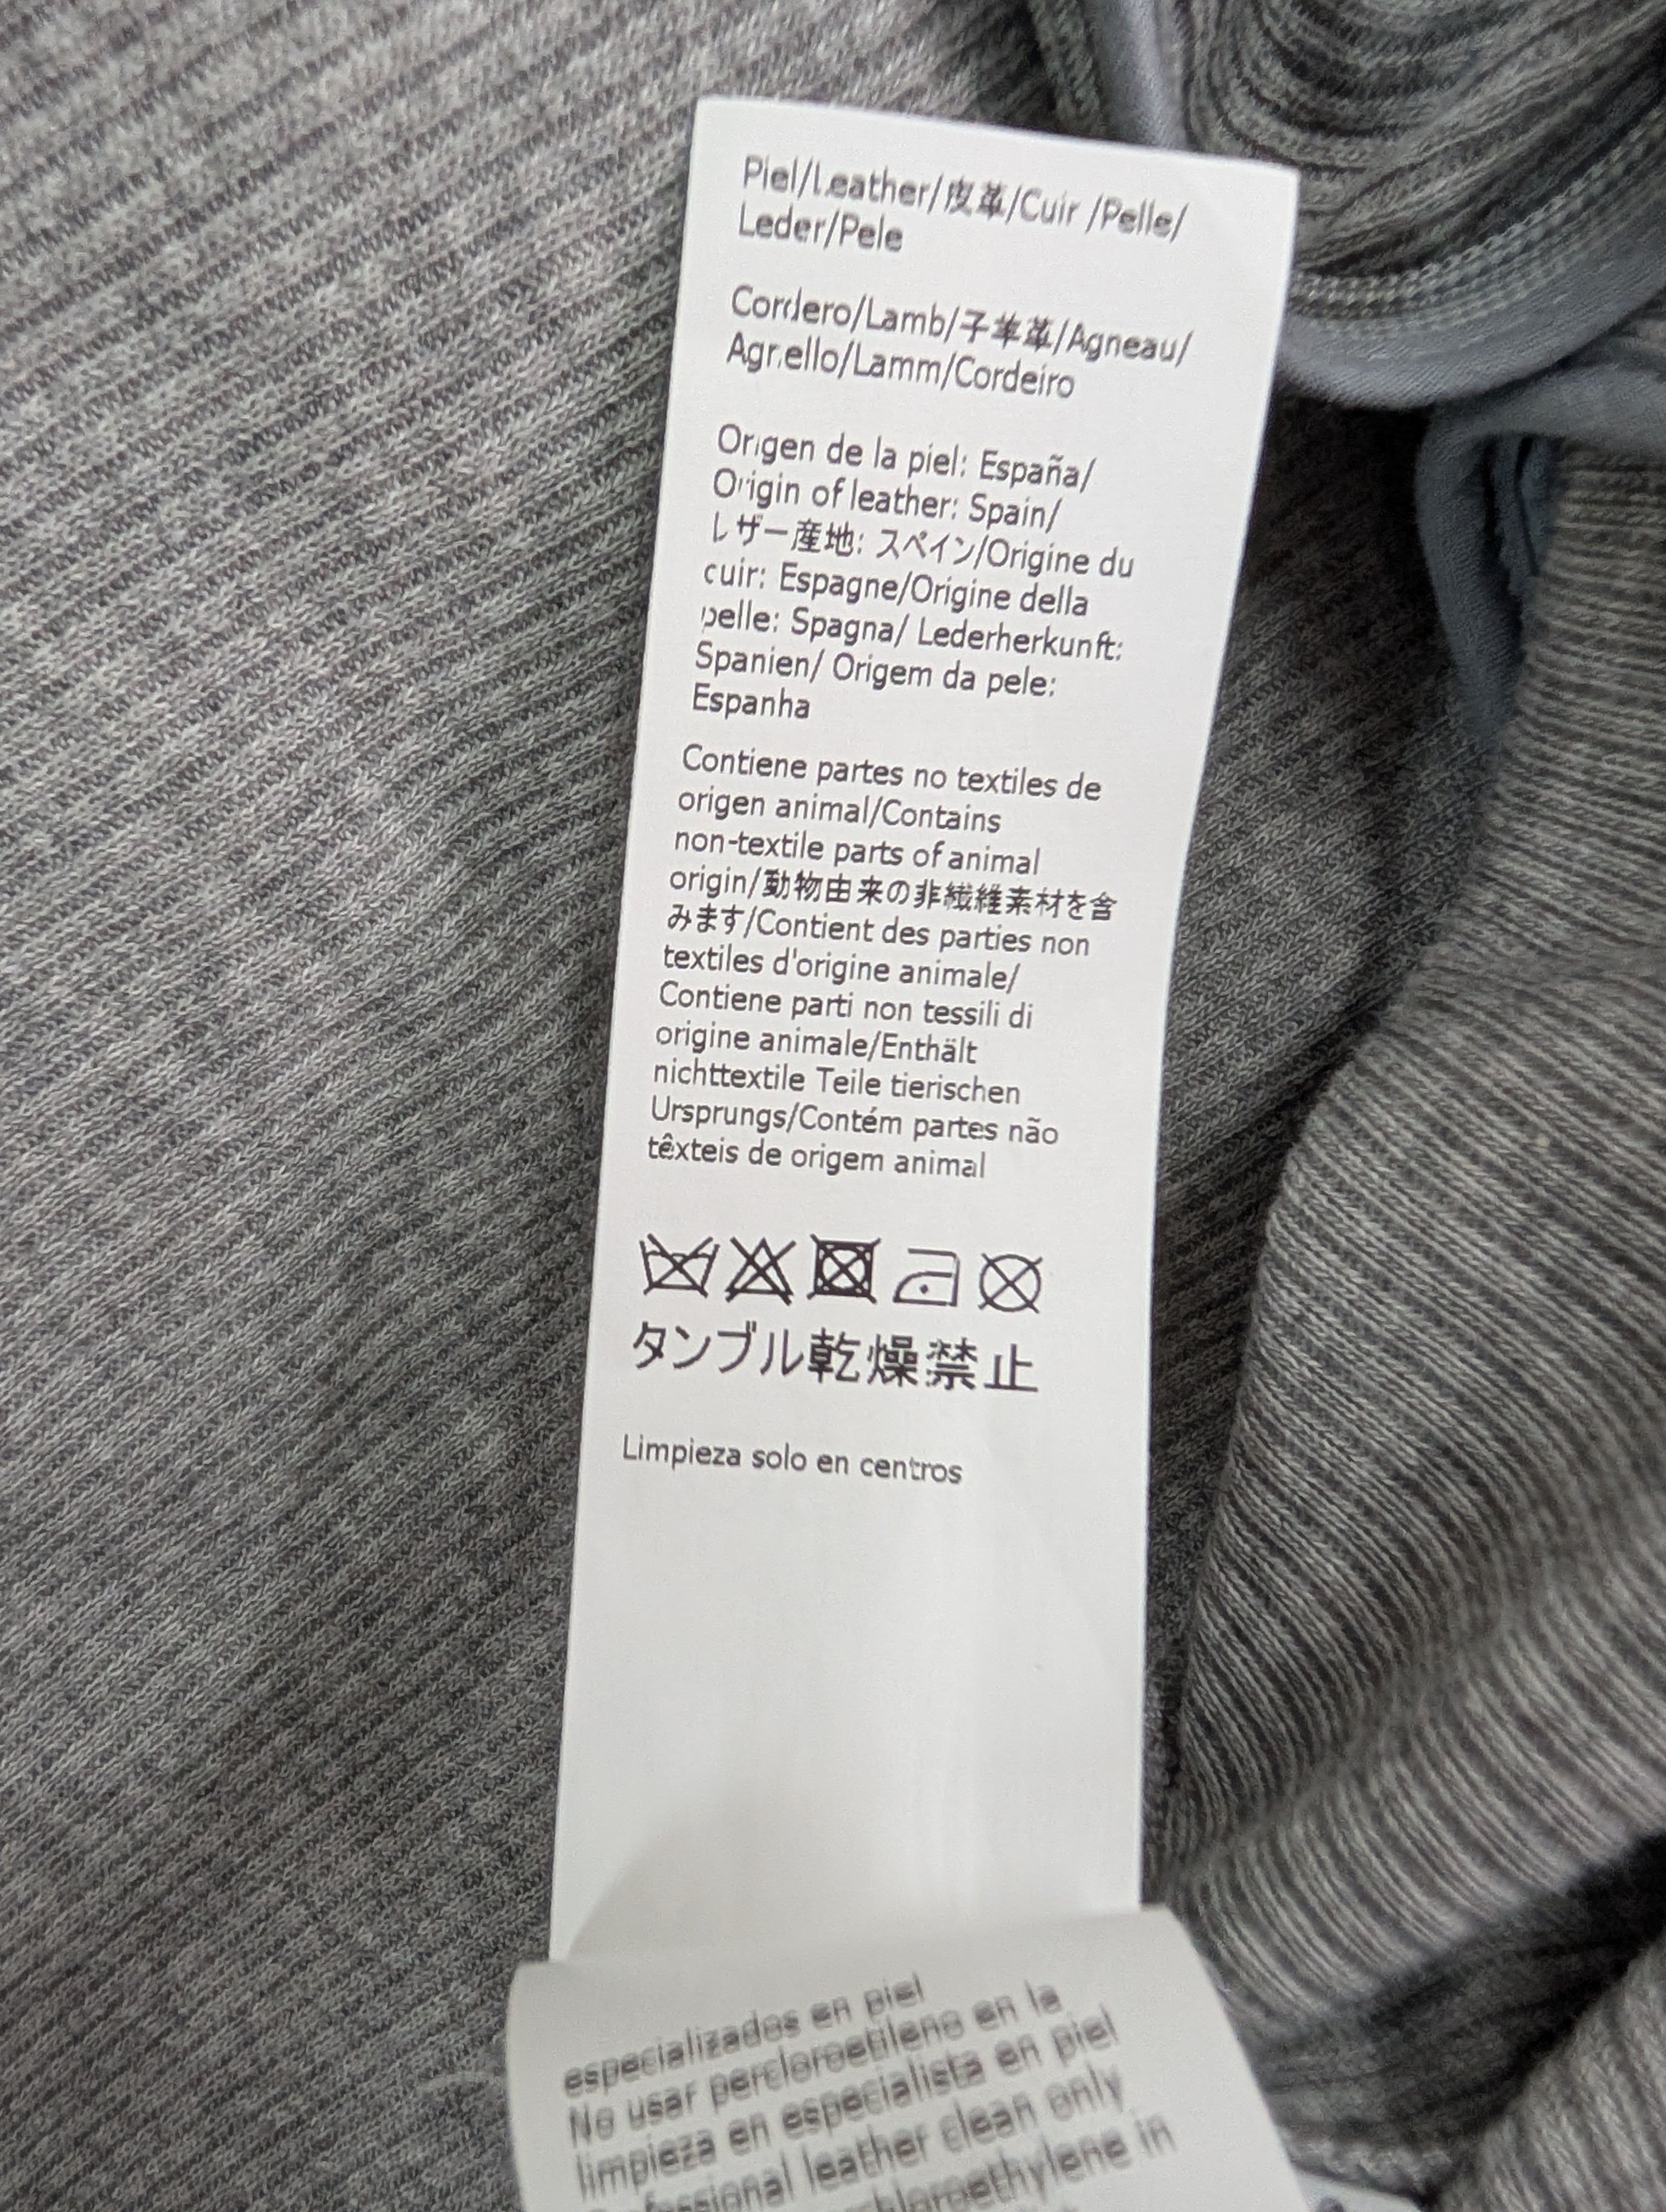 Piel/Leather/皮革/Cuir /Pelle/
Leder/Pele
Cordero/Lamb/子羊革/Agneau/
Agnello/Lamm/Cordeiro
Origen de la piel: España/
Origin of leather: Spain/
レザー産地: スペイン/Origine du
cuir: Espagne/Origine della
pelle: Spagna/ Lederherkunft:
Spanien/ Origem da pele:
Espanha
Contiene partes no textiles de
origen animal/Contains
non-textile parts of animal
origin/動物由来の非繊維素材を含
みます/Contient des parties non
textiles d'origine animale/
Contiene parti non tessili di
origine animale/Enthält
nichttextile Teile tierischen
Ursprungs/Contém partes não
têxteis de origem animal
タンブル乾燥禁止
Limpieza solo en centros
especializados en piel
No usar percloroetileno en la
limpieza en especialista en piel
leather clean only
in